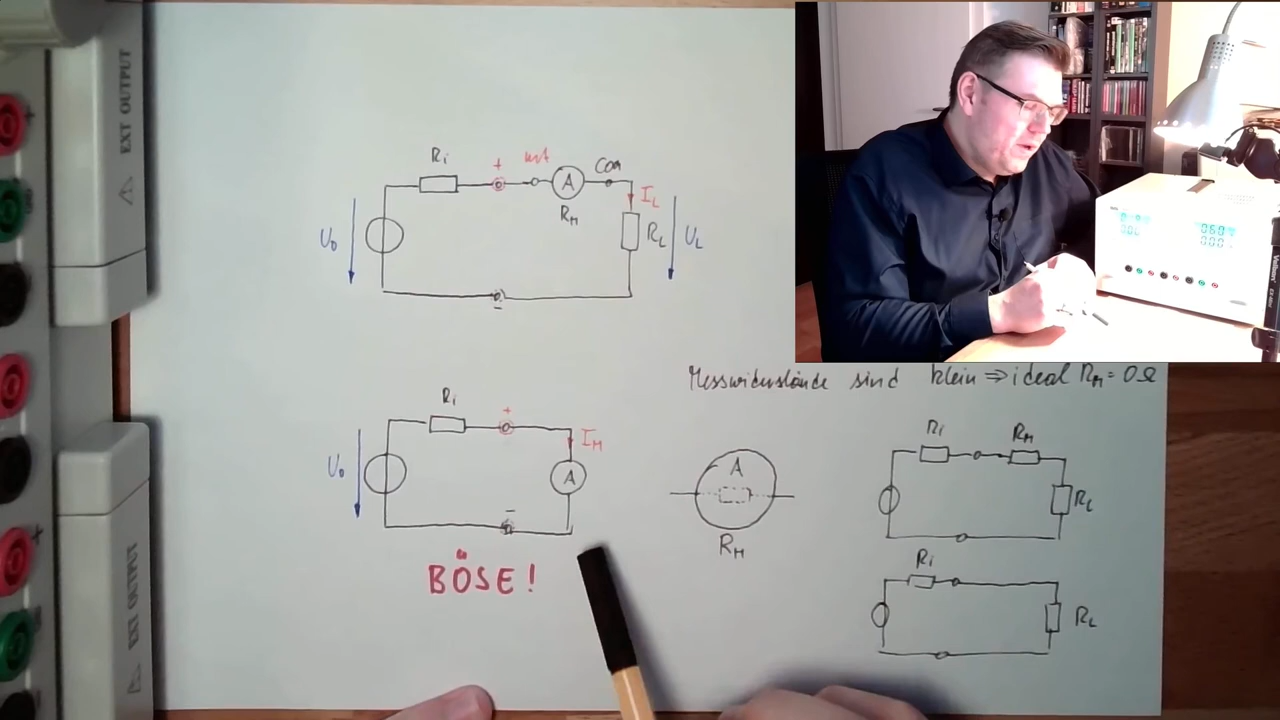 EXT OUTPUT
Ri
+
mA
A
COM
RM
IL
U0
RL
UL
-
Messwiderstände sind klein ⇒ ideal RM = 0Ω
Ri
+
IM
U0
A
-
BÖSE!
A
RM
Ri
RM
RL
Ri
RL
EXT OUTPUT
+